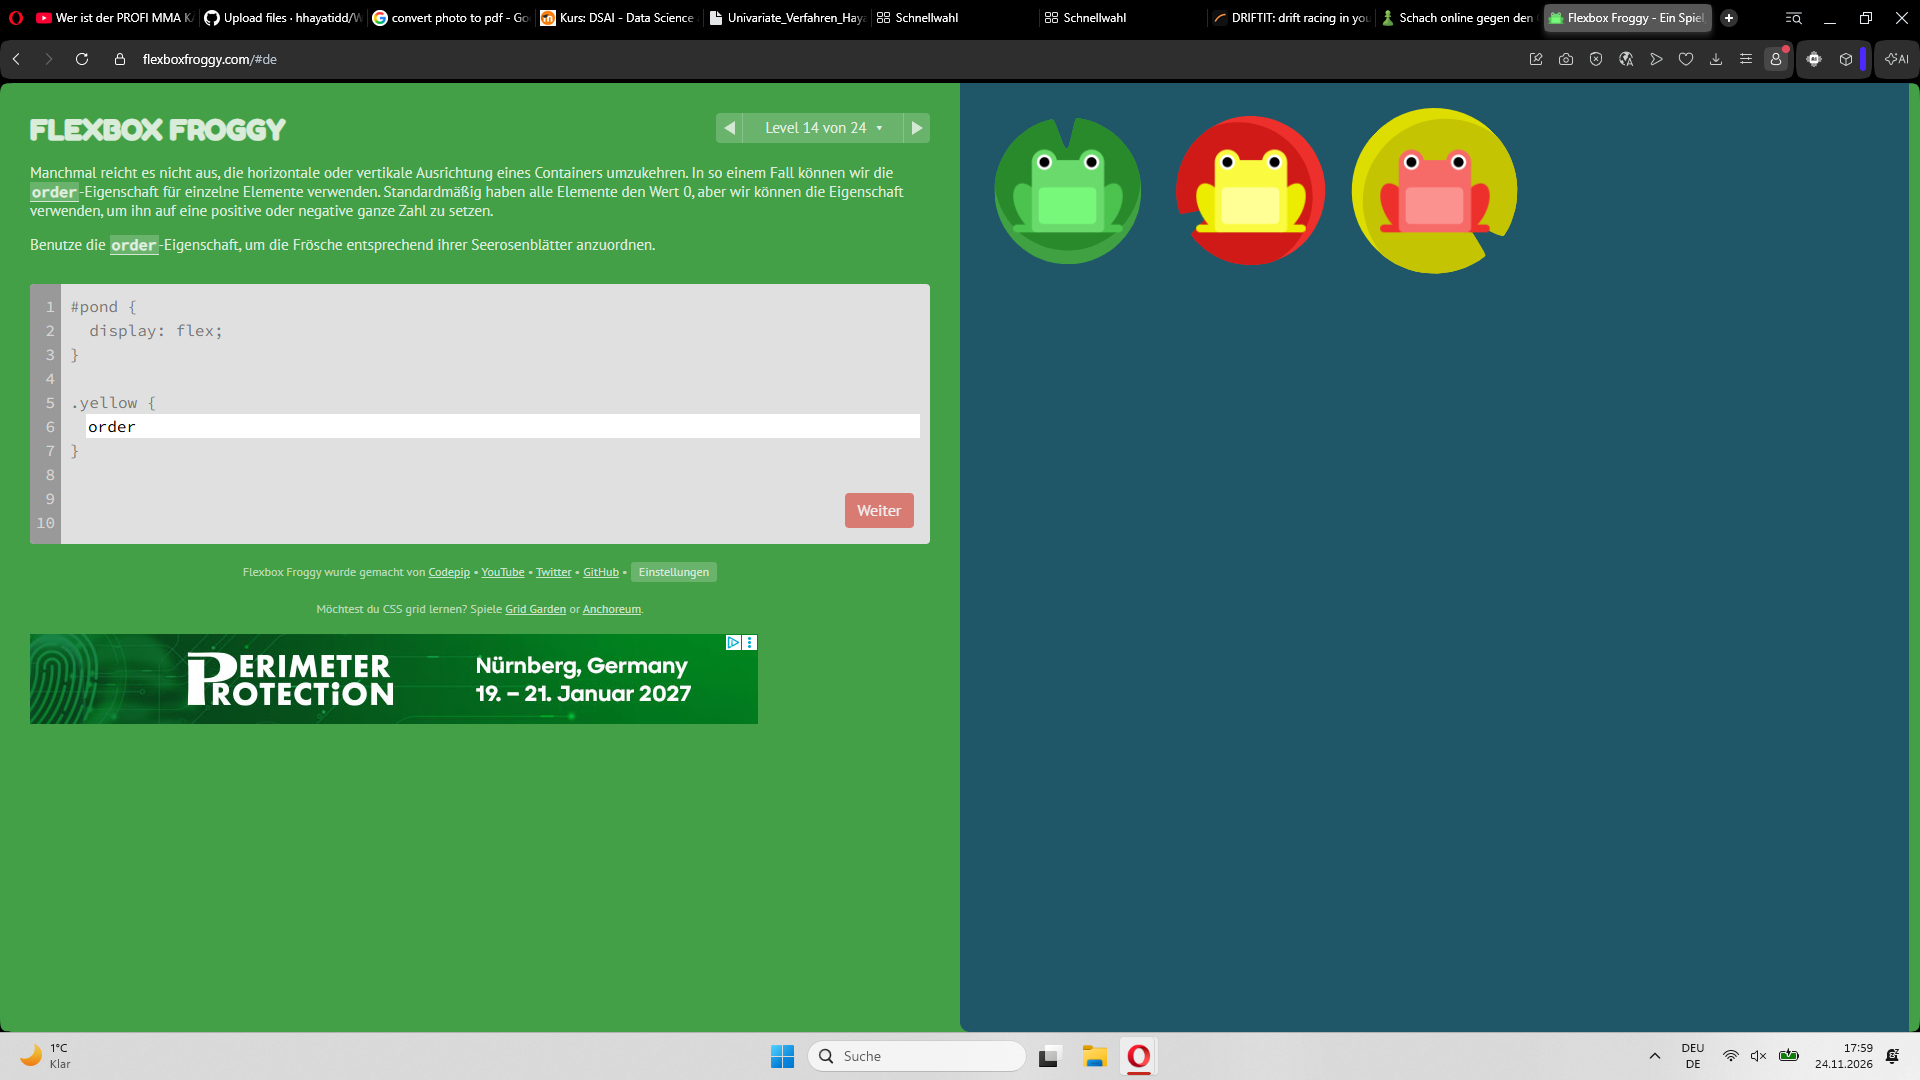 Wer ist der PROFI MMA K
Upload files · hhayatidd/W
convert photo to pdf - Go
Kurs: DSAI - Data Science
Univariate_Verfahren_Haya
Schnellwahl
Schnellwahl
DRIFTIT: drift racing in you
Schach online gegen den
Flexbox Froggy - Ein Spiel
flexboxfroggy.com/#de
AI
FLEXBOX FROGGY
Level 14 von 24
Manchmal reicht es nicht aus, die horizontale oder vertikale Ausrichtung eines Containers umzukehren. In so einem Fall können wir die
order-Eigenschaft für einzelne Elemente verwenden. Standardmäßig haben alle Elemente den Wert 0, aber wir können die Eigenschaft
verwenden, um ihn auf eine positive oder negative ganze Zahl zu setzen.
Benutze die order-Eigenschaft, um die Frösche entsprechend ihrer Seerosenblätter anzuordnen.
1 #pond {
2 display: flex;
3 }
4
5 .yellow {
6 order
7 }
8
9
10
Weiter
Flexbox Froggy wurde gemacht von Codepip • YouTube • Twitter • GitHub • Einstellungen
Möchtest du CSS grid lernen? Spiele Grid Garden or Anchoreum.
PERIMETER
PROTECTION
Nürnberg, Germany
19. – 21. Januar 2027
1°C
Klar
Suche
DEU
DE
17:59
24.11.2026